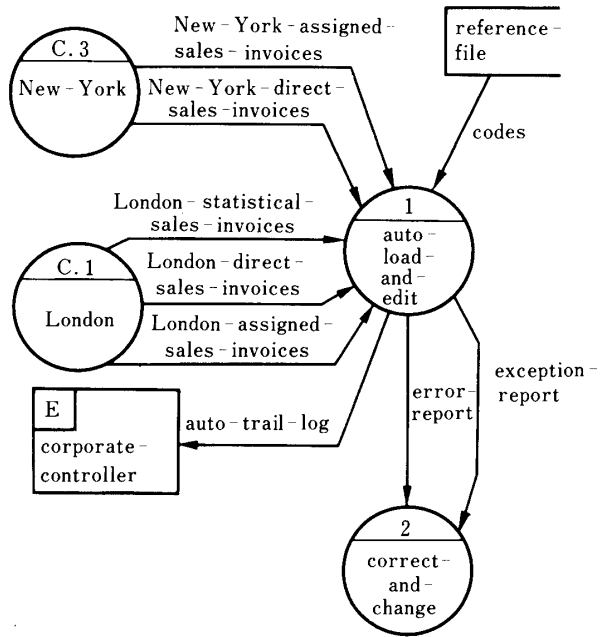 New-York-assigned-
sales-invoices
reference-
file
C.3
New-York
New-York-direct-
sales-invoices
codes
1
auto-
load-
and-
edit
London-statistical-
sales-invoices
C.1
London
London-direct-
sales-invoices
London-assigned-
sales-invoices
exception-
report
error-
report
E
corporate-
controller
auto-trail-log
2
correct-
and-
change